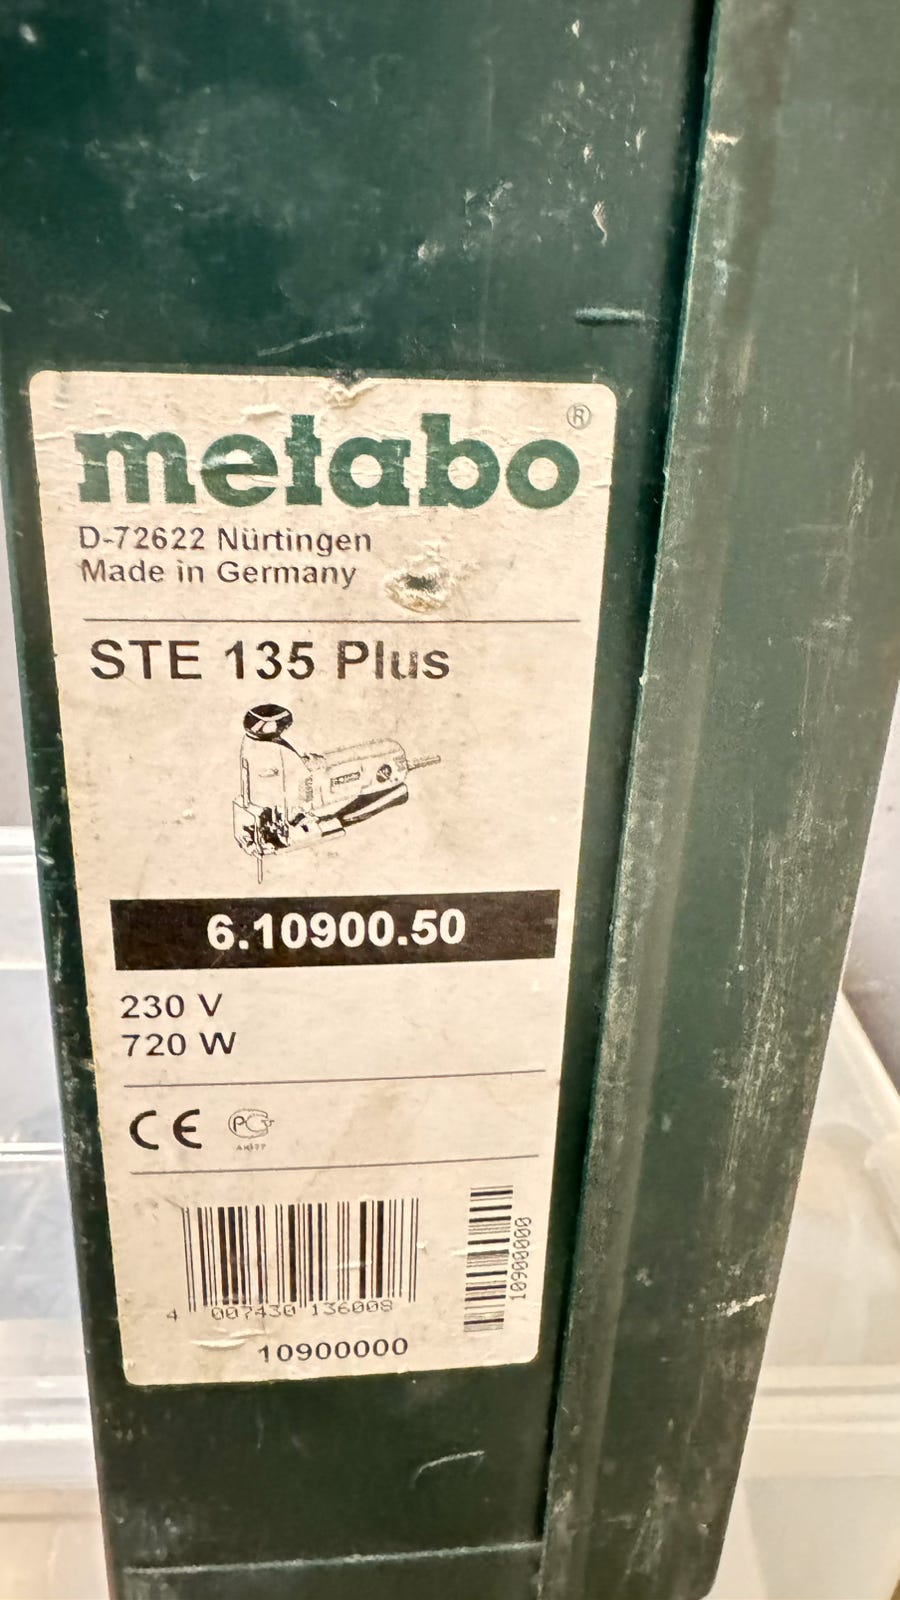 metabo®
D-72622 Nürtingen
Made in Germany
STE 135 Plus
6.10900.50
230 V
720 W
CE
4 007430 136008
10900000
10900000